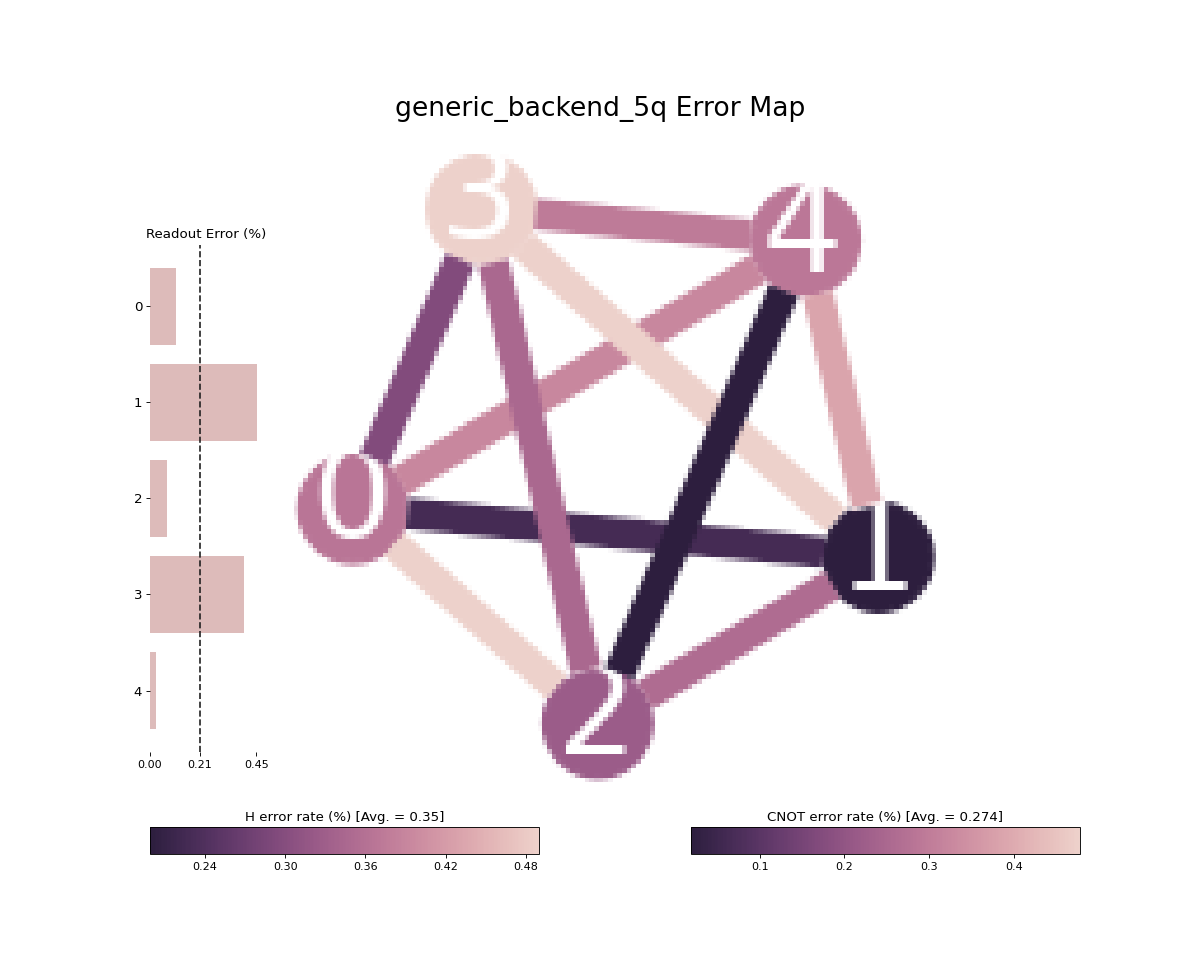 generic_backend_5q Error Map
3
4
Readout Error (%)
0
1
2
3
4
0
1
2
0.00 0.21 0.45
H error rate (%) [Avg. = 0.35]
0.24 0.30 0.36 0.42 0.48
CNOT error rate (%) [Avg. = 0.274]
0.1 0.2 0.3 0.4